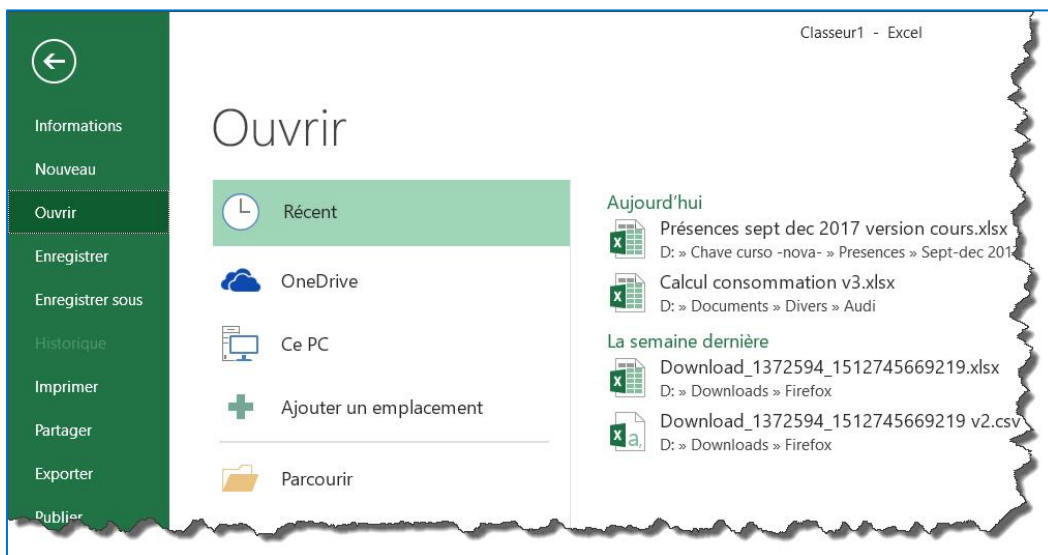 Classeur1 - Excel
Informations
Nouveau
Ouvrir
Enregistrer
Enregistrer sous
Historique
Imprimer
Partager
Exporter
Publier
Ouvrir
Récent
OneDrive
Ce PC
Ajouter un emplacement
Parcourir
Aujourd'hui
Présences sept dec 2017 version cours.xlsx
D: » Chave curso -nova- » Presences » Sept-dec 201
Calcul consommation v3.xlsx
D: » Documents » Divers » Audi
La semaine dernière
Download_1372594_1512745669219.xlsx
D: » Downloads » Firefox
Download_1372594_1512745669219 v2.csv
D: » Downloads » Firefox